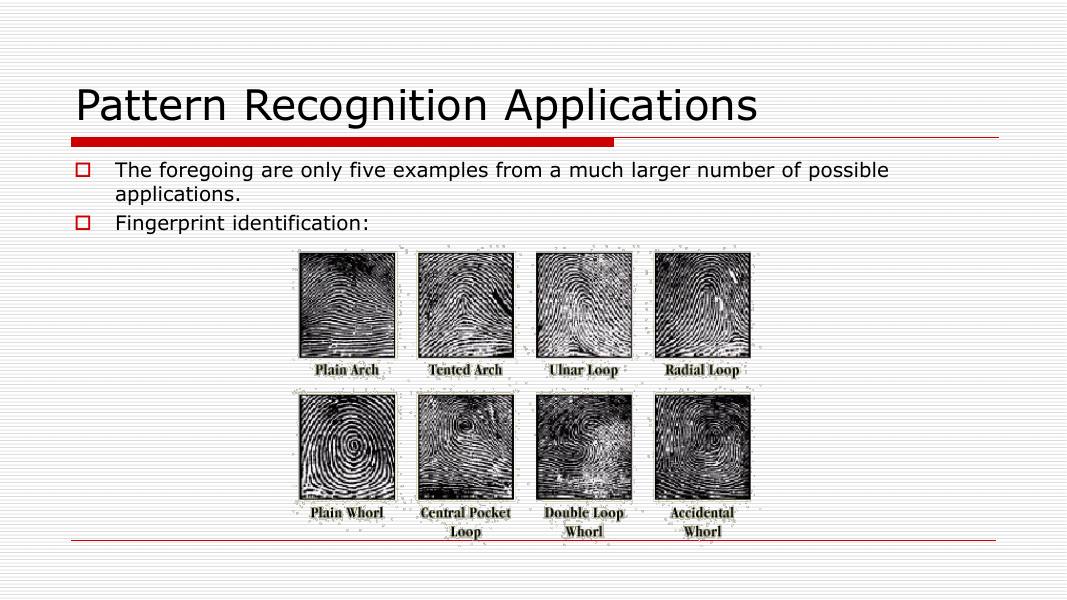 Pattern Recognition Applications
The foregoing are only five examples from a much larger number of possible
applications.
Fingerprint identification:
Plain Arch Tented Arch Ulnar Loop Radial Loop
Plain Whorl Central Pocket Double Loop Accidental
Loop Whorl Whorl